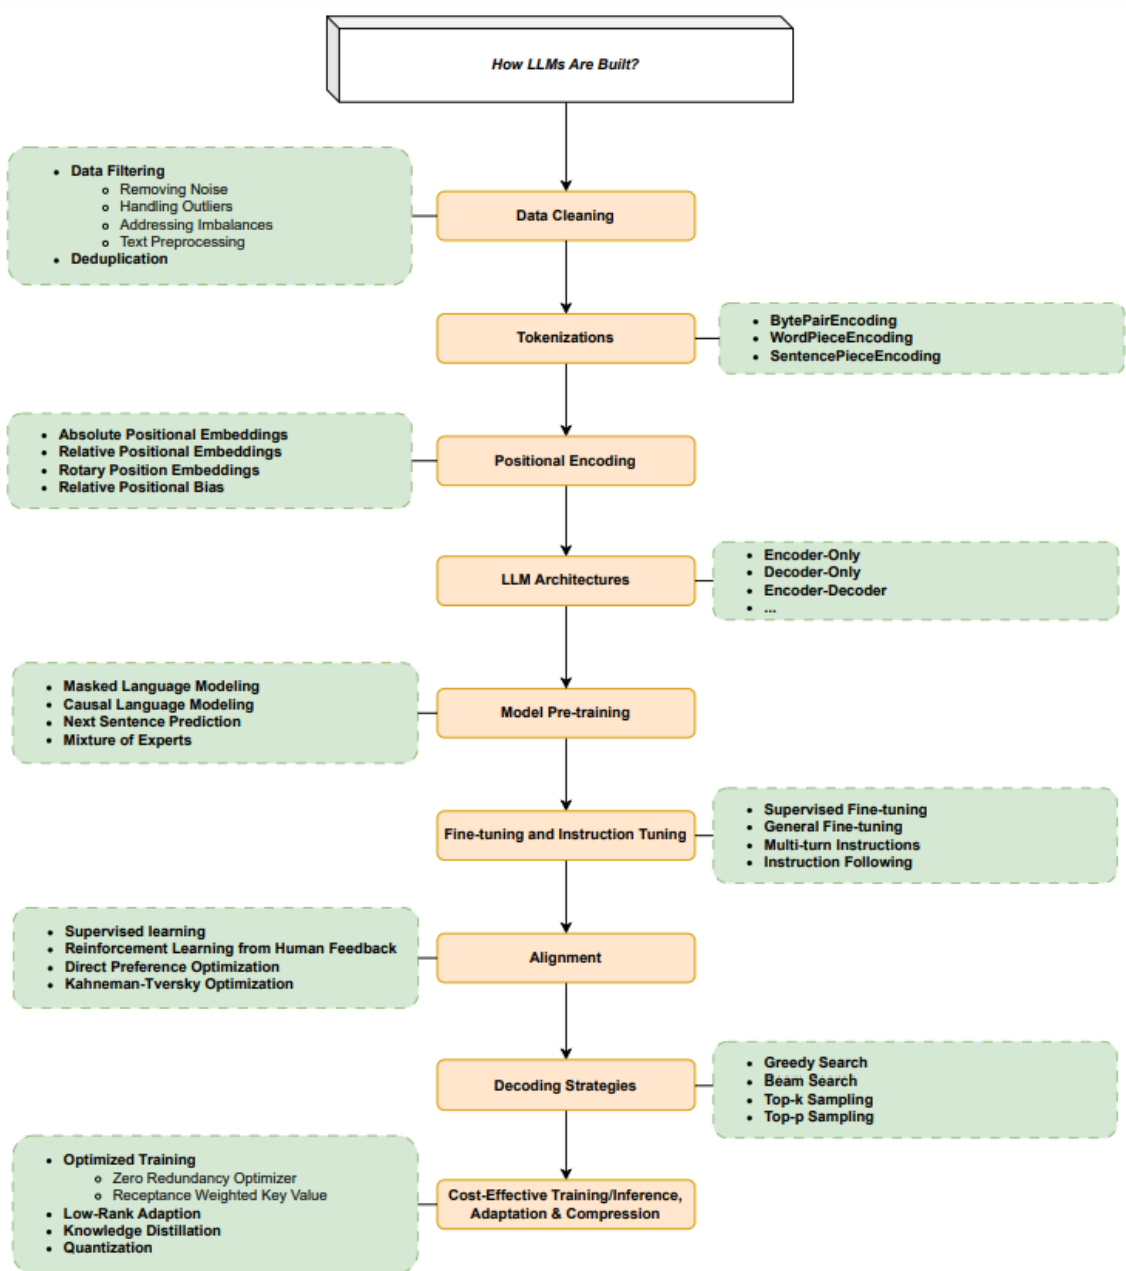 How LLMs Are Built?
Data Filtering
Removing Noise
Handling Outliers
Addressing Imbalances
Text Preprocessing
Deduplication
Data Cleaning
Tokenizations
BytePairEncoding
WordPieceEncoding
SentencePieceEncoding
Absolute Positional Embeddings
Relative Positional Embeddings
Rotary Position Embeddings
Relative Positional Bias
Positional Encoding
LLM Architectures
Encoder-Only
Decoder-Only
Encoder-Decoder
...
Masked Language Modeling
Causal Language Modeling
Next Sentence Prediction
Mixture of Experts
Model Pre-training
Fine-tuning and Instruction Tuning
Supervised Fine-tuning
General Fine-tuning
Multi-turn Instructions
Instruction Following
Supervised learning
Reinforcement Learning from Human Feedback
Direct Preference Optimization
Kahneman-Tversky Optimization
Alignment
Decoding Strategies
Greedy Search
Beam Search
Top-k Sampling
Top-p Sampling
Optimized Training
Zero Redundancy Optimizer
Receptance Weighted Key Value
Low-Rank Adaption
Knowledge Distillation
Quantization
Cost-Effective Training/Inference,
Adaptation & Compression